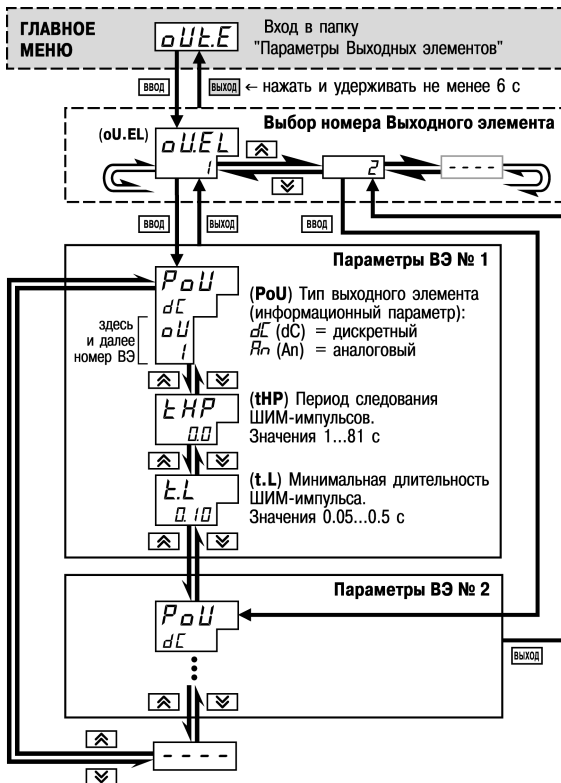 ГЛАВНОЕ
МЕНЮ
oUt.E
Вход в папку
"Параметры Выходных элементов"
ВВОД
ВЫХОД
← нажать и удерживать не менее 6 с
Выбор номера Выходного элемента
(oU.EL)
oU.EL
1
2
- - - -
ВВОД
ВЫХОД
ВВОД
Параметры ВЭ № 1
PoU
dC
oU
1
здесь
и далее
номер ВЭ
(PoU) Тип выходного элемента
(информационный параметр):
dC (dC) = дискретный
An (An) = аналоговый
tHP
0.0
(tHP) Период следования
ШИМ-импульсов.
Значения 1...81 с
t.L
0.10
(t.L) Минимальная длительность
ШИМ-импульса.
Значения 0.05...0.5 с
Параметры ВЭ № 2
PoU
dC
ВЫХОД
- - - -